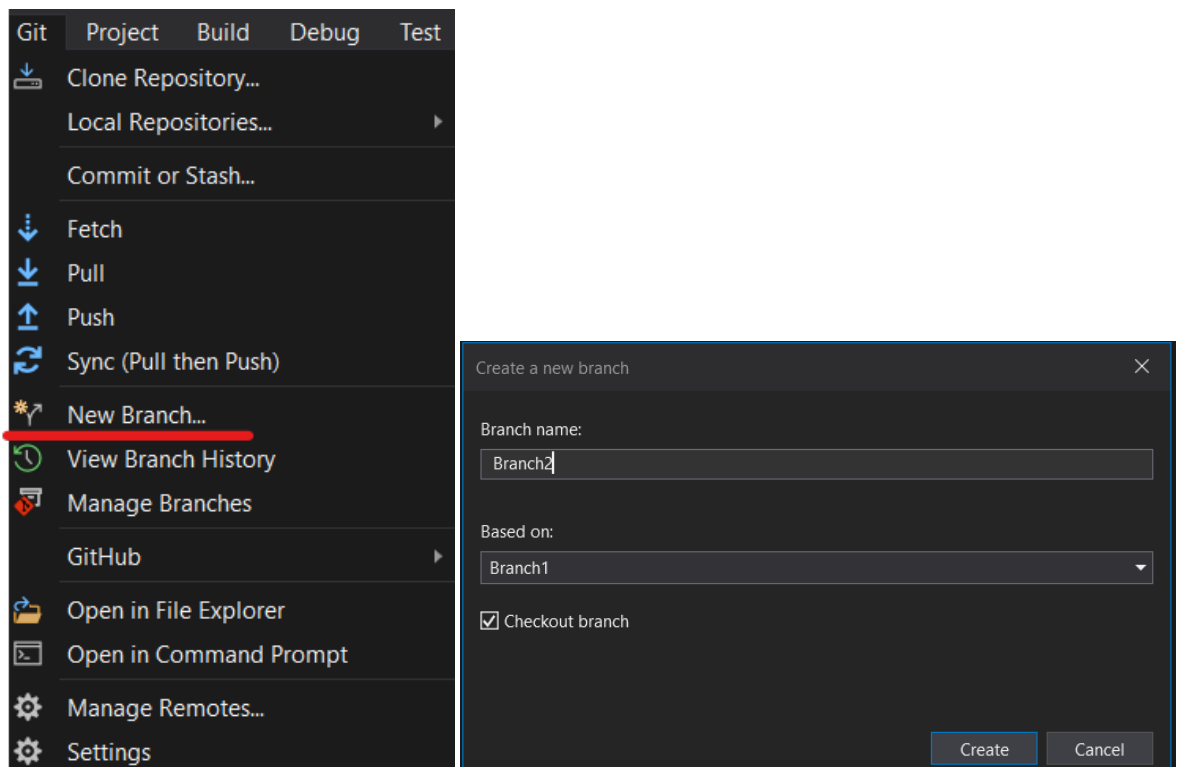 Git Project Build Debug Test
Clone Repository...
Local Repositories...
Commit or Stash...
Fetch
Pull
Push
Sync (Pull then Push)
New Branch...
View Branch History
Manage Branches
GitHub
Open in File Explorer
Open in Command Prompt
Manage Remotes...
Settings
Create a new branch
Branch name:
Branch2
Based on:
Branch1
Checkout branch
Create Cancel